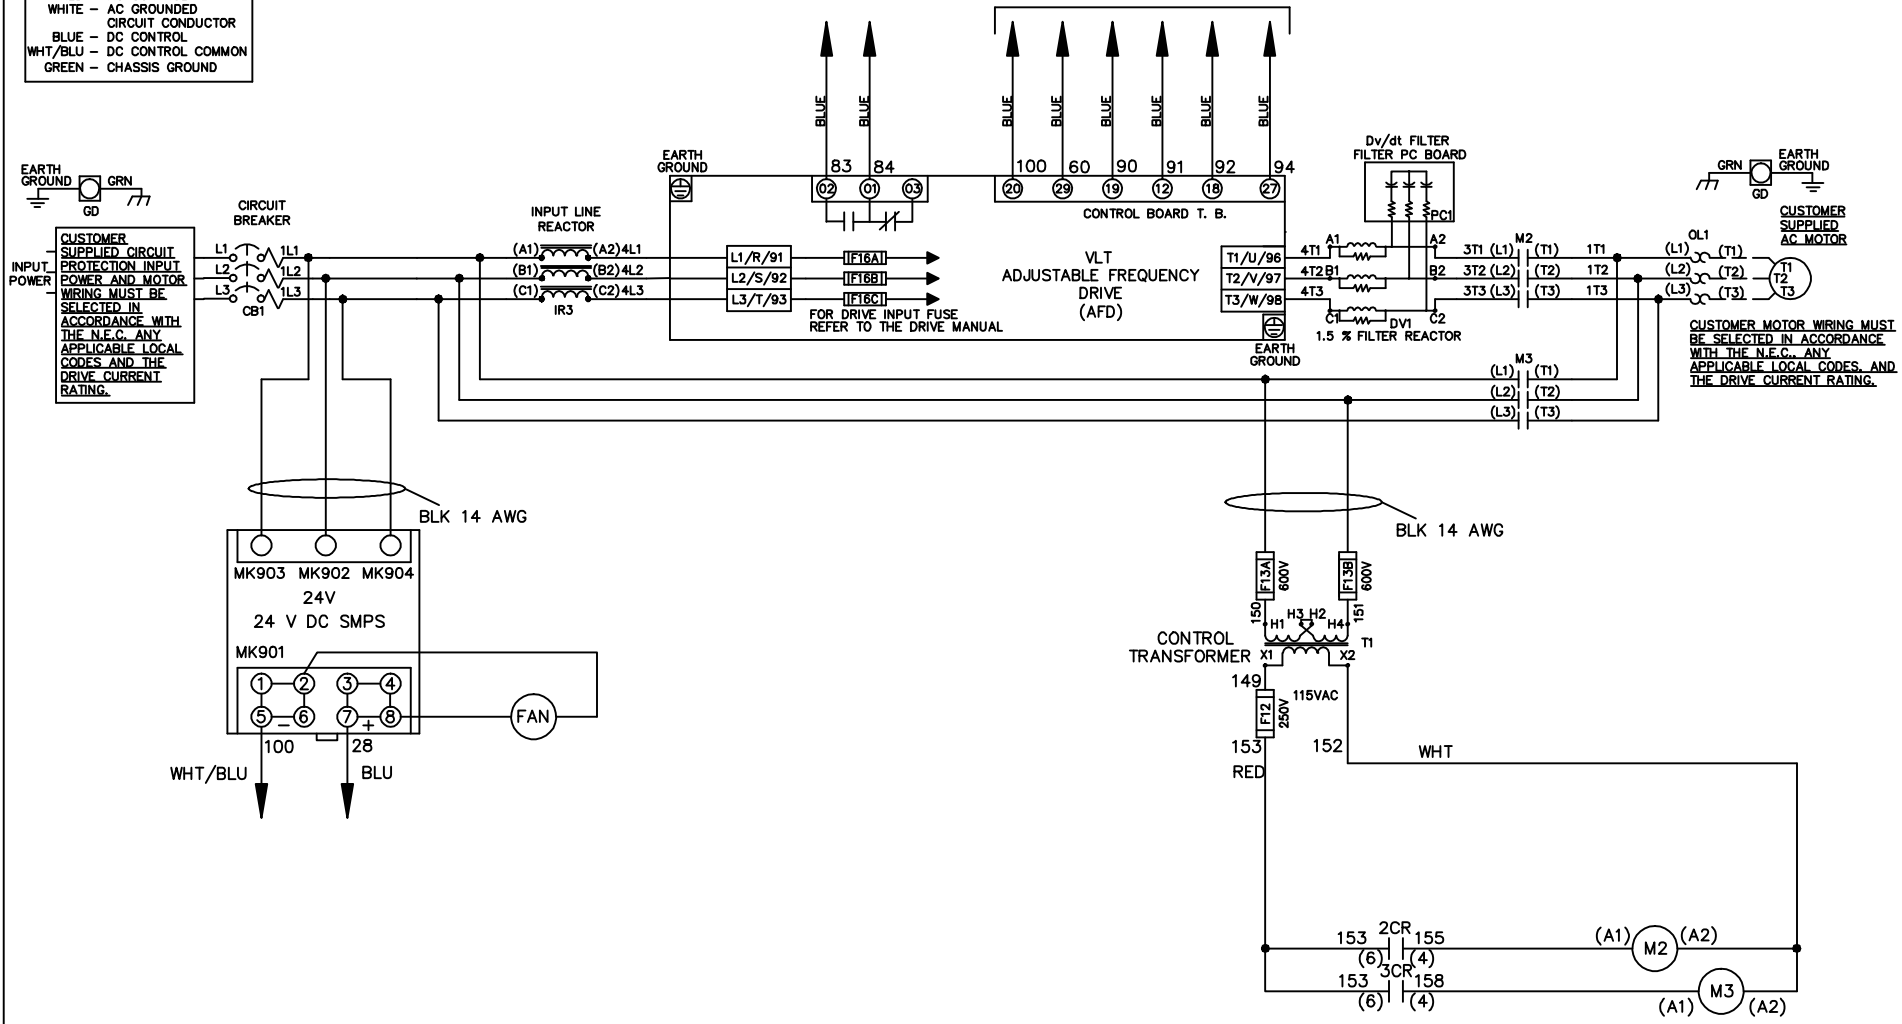 WHITE – AC GROUNDED
CIRCUIT CONDUCTOR
BLUE – DC CONTROL
WHT/BLU – DC CONTROL COMMON
GREEN – CHASSIS GROUND
BLUE
BLUE
BLUE
BLUE
BLUE
BLUE
BLUE
BLUE
83
84
100
60
90
91
92
94
02
01
03
20
29
19
12
18
27
CONTROL BOARD T. B.
EARTH
GROUND
GRN
GD
CIRCUIT
BREAKER
INPUT LINE
REACTOR
EARTH
GROUND
Dv/dt FILTER
FILTER PC BOARD
PC1
GRN
EARTH
GROUND
GD
CUSTOMER
SUPPLIED
AC MOTOR
INPUT
POWER
CUSTOMER
SUPPLIED CIRCUIT
PROTECTION INPUT
POWER AND MOTOR
WIRING MUST BE
SELECTED IN
ACCORDANCE WITH
THE N.E.C. ANY
APPLICABLE LOCAL
CODES AND THE
DRIVE CURRENT
RATING.
L1
1L1
L2
1L2
L3
1L3
CB1
(A1)
(A2)
4L1
(B1)
(B2)
4L2
(C1)
(C2)
4L3
IR3
L1/R/91
L2/S/92
L3/T/93
F16A
F16B
F16C
FOR DRIVE INPUT FUSE
REFER TO THE DRIVE MANUAL
VLT
ADJUSTABLE FREQUENCY
DRIVE
(AFD)
T1/U/96
T2/V/97
T3/W/98
EARTH
GROUND
4T1
A1
A2
4T2
B1
B2
4T3
C1
C2
DV1
1.5 % FILTER REACTOR
M2
3T1 (L1)
(T1)
1T1
3T2 (L2)
(T2)
1T2
3T3 (L3)
(T3)
1T3
OL1
(L1)
(T1)
(L2)
(T2)
(L3)
(T3)
T1
T2
T3
CUSTOMER MOTOR WIRING MUST
BE SELECTED IN ACCORDANCE
WITH THE N.E.C., ANY
APPLICABLE LOCAL CODES, AND
THE DRIVE CURRENT RATING.
M3
(L1)
(T1)
(L2)
(T2)
(L3)
(T3)
BLK 14 AWG
BLK 14 AWG
MK903
MK902
MK904
24V
24 V DC SMPS
MK901
1
2
3
4
5
–
6
7
+
8
FAN
100
28
WHT/BLU
BLU
F13A
600V
F13B
600V
150
151
H1
H3
H2
H4
T1
CONTROL
TRANSFORMER
X1
X2
149
115VAC
F12
250V
153
152
WHT
RED
2CR
153
155
(6)
(4)
(A1)
M2
(A2)
3CR
153
158
(6)
(4)
(A1)
M3
(A2)